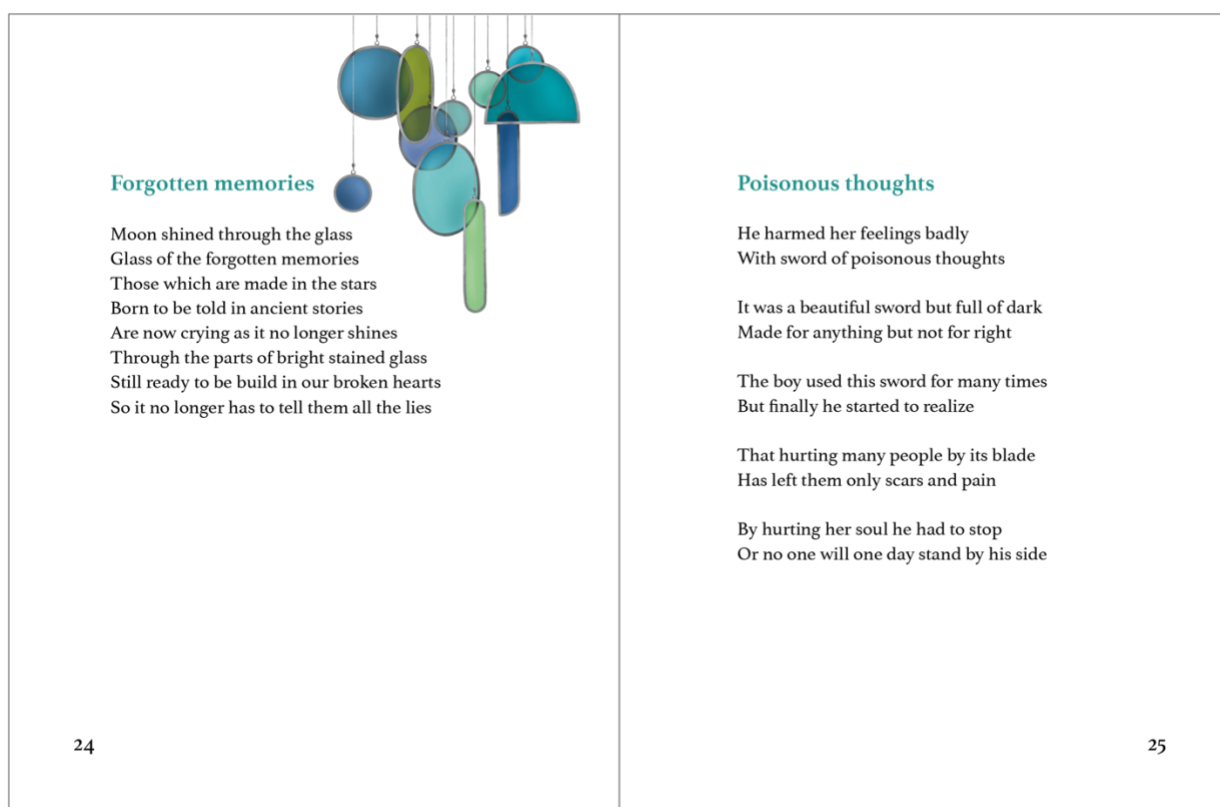 Forgotten memories
Moon shined through the glass
Glass of the forgotten memories
Those which are made in the stars
Born to be told in ancient stories
Are now crying as it no longer shines
Through the parts of bright stained glass
Still ready to be build in our broken hearts
So it no longer has to tell them all the lies
24
Poisonous thoughts
He harmed her feelings badly
With sword of poisonous thoughts
It was a beautiful sword but full of dark
Made for anything but not for right
The boy used this sword for many times
But finally he started to realize
That hurting many people by its blade
Has left them only scars and pain
By hurting her soul he had to stop
Or no one will one day stand by his side
25